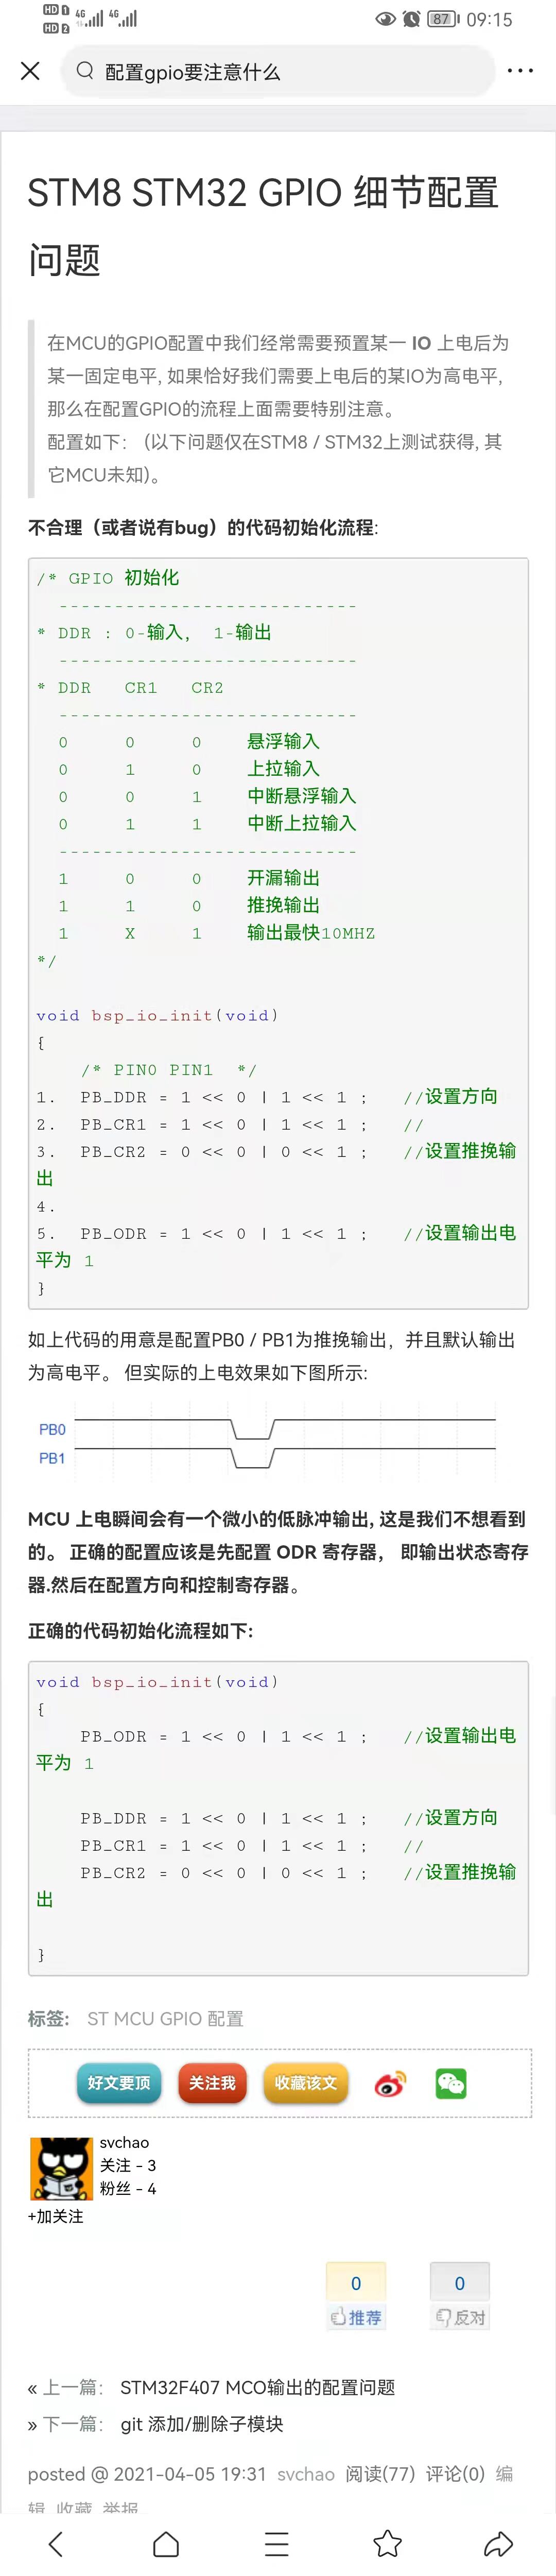 HD 1 4G 4G 87 09:15
HD 2
配置gpio要注意什么
STM8 STM32 GPIO 细节配置
问题
在MCU的GPIO配置中我们经常需要预置某一 IO 上电后为
某一固定电平, 如果恰好我们需要上电后的某IO为高电平,
那么在配置GPIO的流程上面需要特别注意。
配置如下： (以下问题仅在STM8 / STM32上测试获得, 其
它MCU未知)。
不合理（或者说有bug）的代码初始化流程:
/* GPIO 初始化
---------------------------
* DDR : 0-输入， 1-输出
---------------------------
* DDR CR1 CR2
---------------------------
0 0 0 悬浮输入
0 1 0 上拉输入
0 0 1 中断悬浮输入
0 1 1 中断上拉输入
---------------------------
1 0 0 开漏输出
1 1 0 推挽输出
1 X 1 输出最快10MHZ
*/
void bsp_io_init(void)
{
/* PIN0 PIN1 */
1. PB_DDR = 1 << 0 | 1 << 1 ; //设置方向
2. PB_CR1 = 1 << 0 | 1 << 1 ; //
3. PB_CR2 = 0 << 0 | 0 << 1 ; //设置推挽输
出
4.
5. PB_ODR = 1 << 0 | 1 << 1 ; //设置输出电
平为 1
}
如上代码的用意是配置PB0 / PB1为推挽输出，并且默认输出
为高电平。 但实际的上电效果如下图所示:
PB0
PB1
MCU 上电瞬间会有一个微小的低脉冲输出, 这是我们不想看到
的。 正确的配置应该是先配置 ODR 寄存器， 即输出状态寄存
器.然后在配置方向和控制寄存器。
正确的代码初始化流程如下:
void bsp_io_init(void)
{
PB_ODR = 1 << 0 | 1 << 1 ; //设置输出电
平为 1
PB_DDR = 1 << 0 | 1 << 1 ; //设置方向
PB_CR1 = 1 << 0 | 1 << 1 ; //
PB_CR2 = 0 << 0 | 0 << 1 ; //设置推挽输
出
}
标签: ST MCU GPIO 配置
好文要顶 关注我 收藏该文
svchao
关注 - 3
粉丝 - 4
+加关注
0 0
推荐 反对
« 上一篇： STM32F407 MCO输出的配置问题
» 下一篇： git 添加/删除子模块
posted @ 2021-04-05 19:31 svchao 阅读(77) 评论(0) 编
辑 收藏 举报